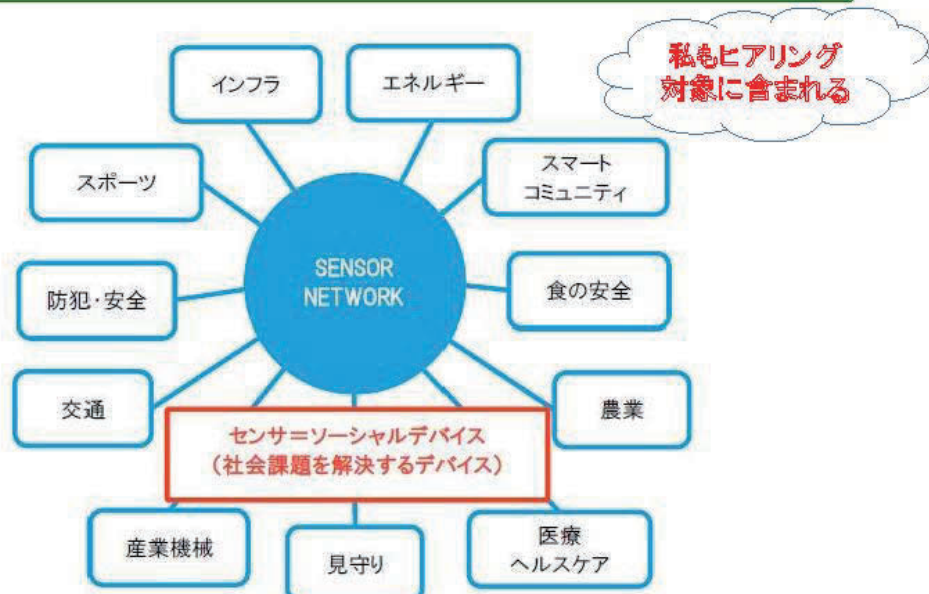 私もヒアリング
対象に含まれる
インフラ
エネルギー
スポーツ
スマート
コミュニティ
SENSOR
NETWORK
防犯・安全
食の安全
交通
農業
センサ=ソーシャルデバイス
(社会課題を解決するデバイス)
産業機械
見守り
医療
ヘルスケア